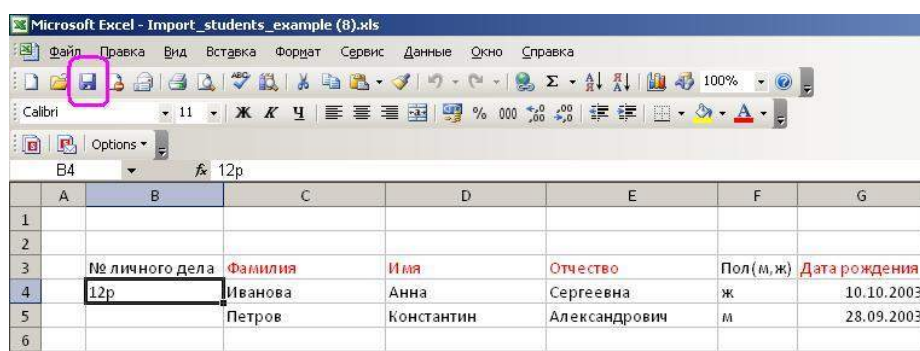 Microsoft Excel - Import_students_example (8).xls
Файл Правка Вид Вставка Формат Сервис Данные Окно Справка
100%
Calibri 11 Ж К Ч % 000
Options
B4 fx 12р
A B C D E F G
1
2
3 № личного дела Фамилия Имя Отчество Пол(м,ж) Дата рождения
4 12р Иванова Анна Сергеевна ж 10.10.2003
5 Петров Константин Александрович м 28.09.2003
6